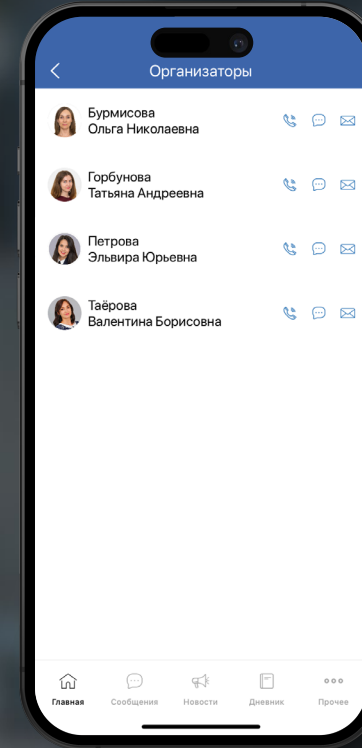 Организаторы
Бурмисова
Ольга Николаевна
Горбунова
Татьяна Андреевна
Петрова
Эльвира Юрьевна
Таёрова
Валентина Борисовна
Главная
Сообщения
Новости
Дневник
Прочее